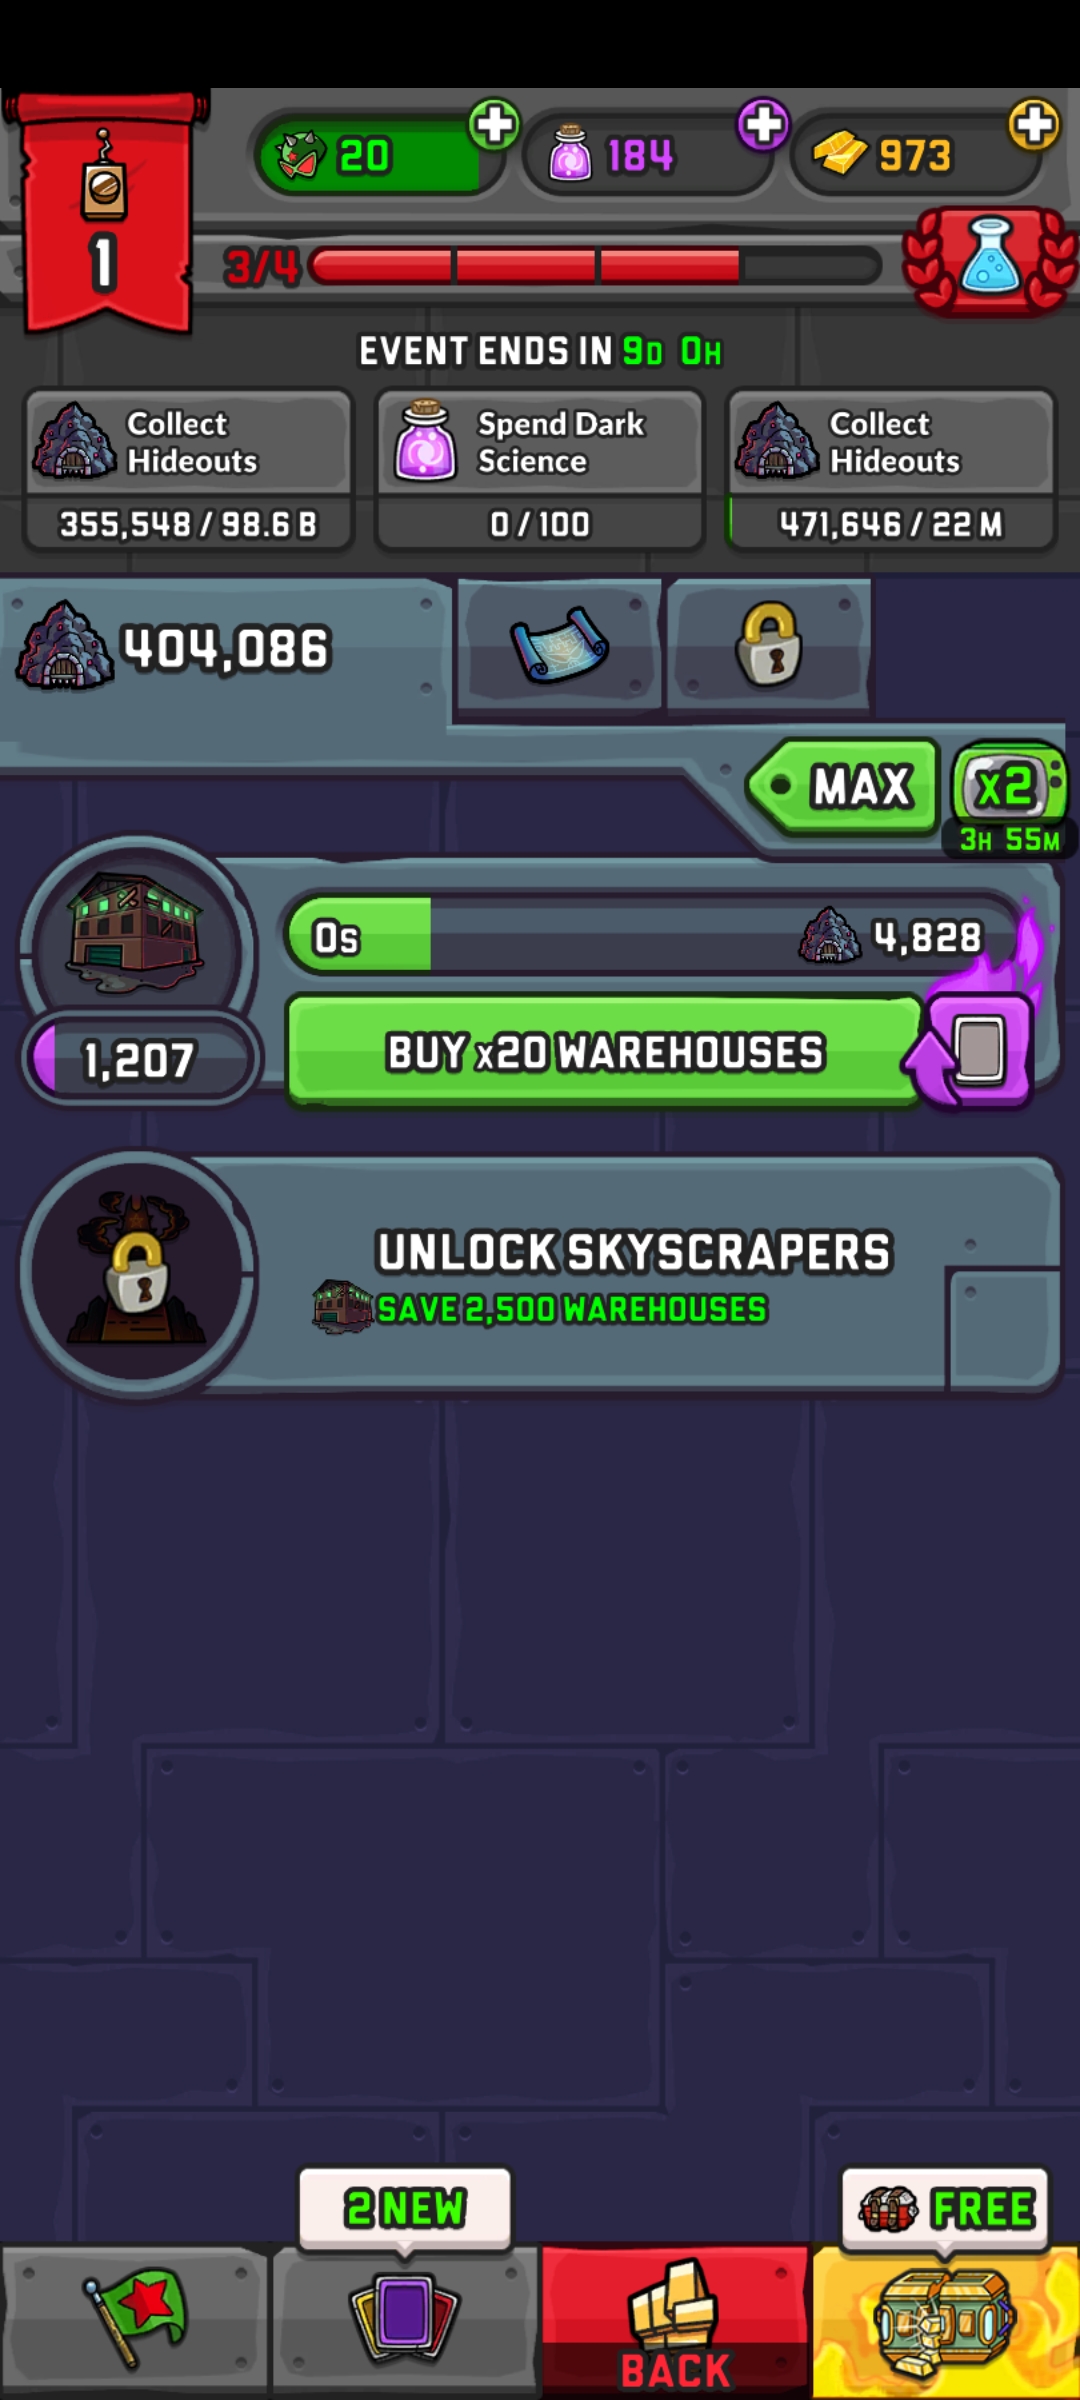 20
184
973
1
3/4
EVENT ENDS IN 9D 0H
Collect
Hideouts
355,548 / 98.6 B
Spend Dark
Science
0 / 100
Collect
Hideouts
471,646 / 22 M
404,086
MAX
x2
3H 55M
0s
4,828
1,207
BUY x20 WAREHOUSES
UNLOCK SKYSCRAPERS
SAVE 2,500 WAREHOUSES
2 NEW
FREE
BACK